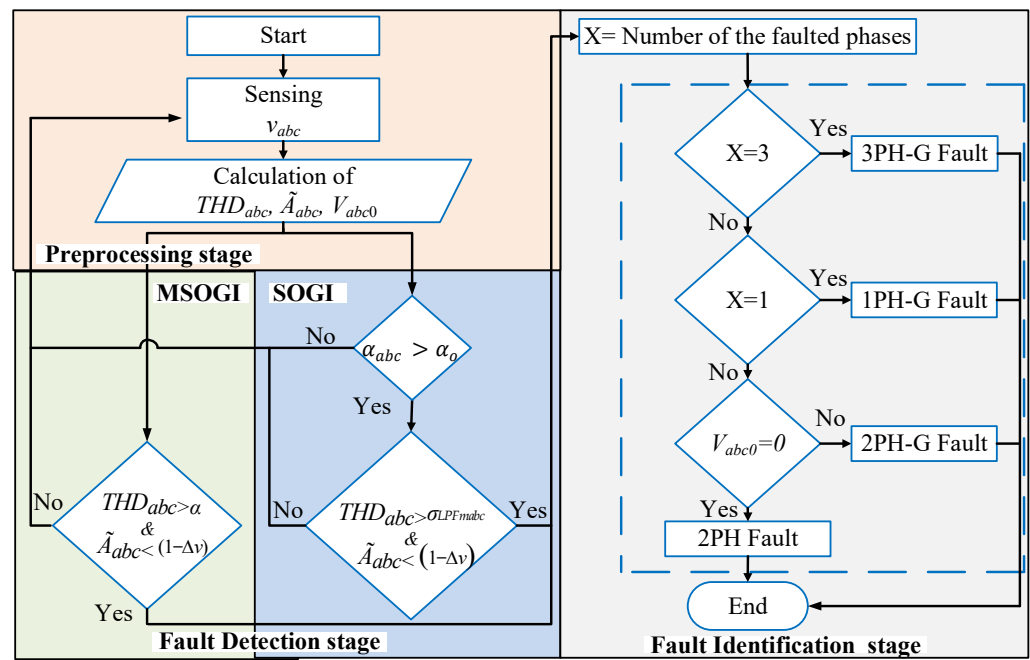 Start
Sensing
v_abc
Calculation of
THD_abc, Ã_abc, V_abc0
Preprocessing stage
MSOGI
SOGI
No
α_abc > α_o
Yes
No
THD_abc>α
&
Ã_abc< (1−Δv)
Yes
No
THD_abc>σ_LPFmabc
&
Ã_abc< (1−Δv)
Yes
Fault Detection stage
X= Number of the faulted phases
X=3
Yes
3PH-G Fault
No
X=1
Yes
1PH-G Fault
No
V_abc0=0
No
2PH-G Fault
Yes
2PH Fault
End
Fault Identification stage